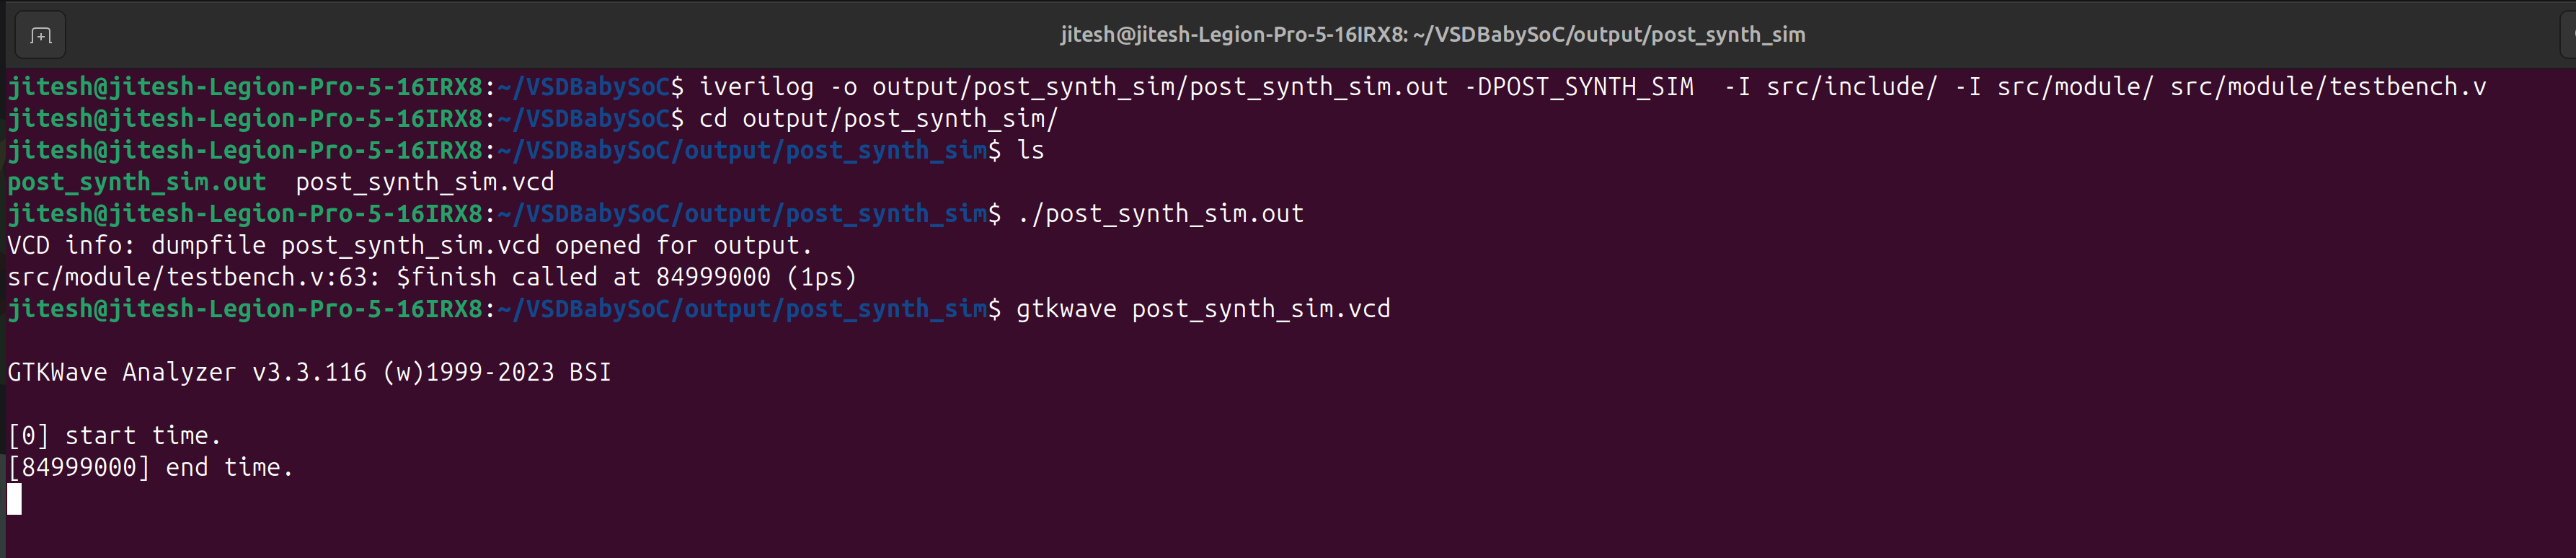 jitesh@jitesh-Legion-Pro-5-16IRX8: ~/VSDBabySoC/output/post_synth_sim
jitesh@jitesh-Legion-Pro-5-16IRX8:~/VSDBabySoC$ iverilog -o output/post_synth_sim/post_synth_sim.out -DPOST_SYNTH_SIM  -I src/include/ -I src/module/ src/module/testbench.v
jitesh@jitesh-Legion-Pro-5-16IRX8:~/VSDBabySoC$ cd output/post_synth_sim/
jitesh@jitesh-Legion-Pro-5-16IRX8:~/VSDBabySoC/output/post_synth_sim$ ls
post_synth_sim.out  post_synth_sim.vcd
jitesh@jitesh-Legion-Pro-5-16IRX8:~/VSDBabySoC/output/post_synth_sim$ ./post_synth_sim.out
VCD info: dumpfile post_synth_sim.vcd opened for output.
src/module/testbench.v:63: $finish called at 84999000 (1ps)
jitesh@jitesh-Legion-Pro-5-16IRX8:~/VSDBabySoC/output/post_synth_sim$ gtkwave post_synth_sim.vcd
GTKWave Analyzer v3.3.116 (w)1999-2023 BSI
[0] start time.
[84999000] end time.